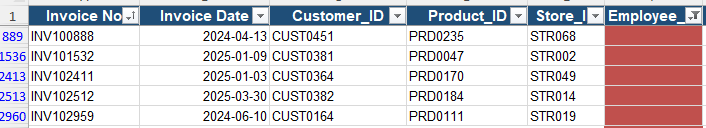 1 Invoice No Invoice Date Customer_ID Product_ID Store_I Employee_
889 INV100888 2024-04-13 CUST0451 PRD0235 STR068
1536 INV101532 2025-01-09 CUST0381 PRD0047 STR002
2413 INV102411 2025-01-03 CUST0364 PRD0170 STR049
2513 INV102512 2025-03-30 CUST0382 PRD0184 STR014
2960 INV102959 2024-06-10 CUST0164 PRD0111 STR019